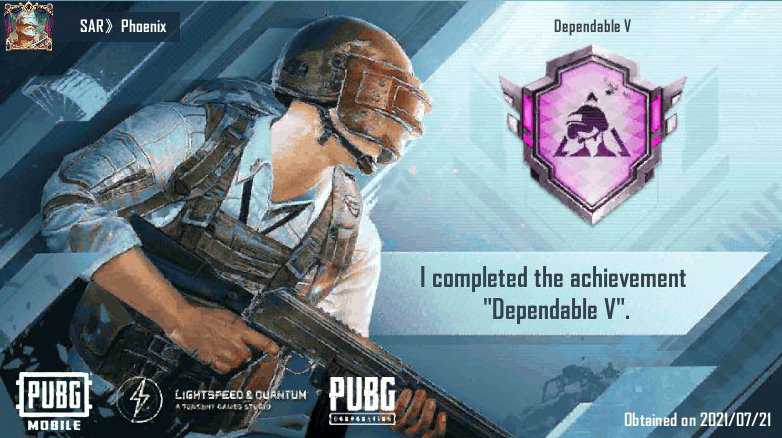 SAR》Phoenix
Dependable V
I completed the achievement
"Dependable V".
PUBG
MOBILE
LIGHTSPEED & QUANTUM
A TENCENT GAMES STUDIO
PUBG
CORPORATION
Obtained on 2021/07/21